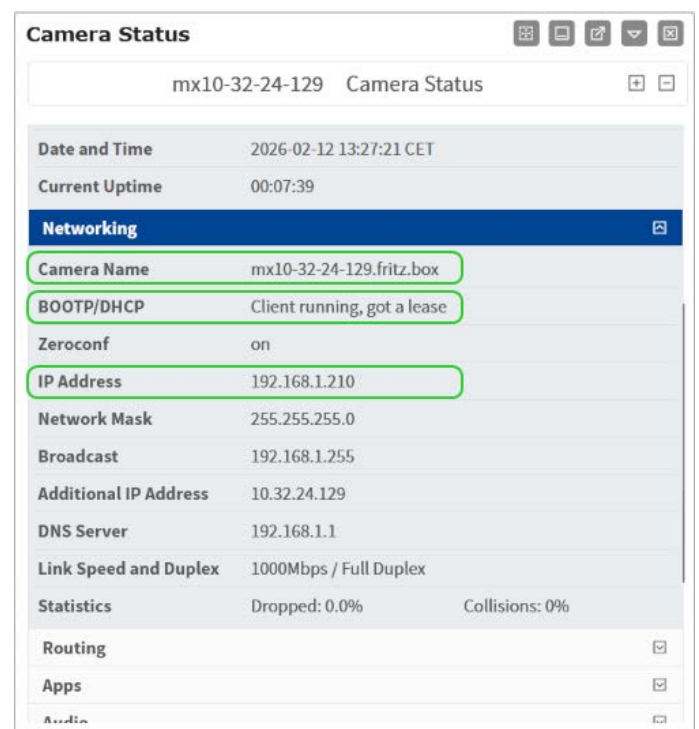 Camera Status
mx10-32-24-129 Camera Status
Date and Time 2026-02-12 13:27:21 CET
Current Uptime 00:07:39
Networking
Camera Name mx10-32-24-129.fritz.box
BOOTP/DHCP Client running, got a lease
Zeroconf on
IP Address 192.168.1.210
Network Mask 255.255.255.0
Broadcast 192.168.1.255
Additional IP Address 10.32.24.129
DNS Server 192.168.1.1
Link Speed and Duplex 1000Mbps / Full Duplex
Statistics Dropped: 0.0% Collisions: 0%
Routing
Apps
Audio